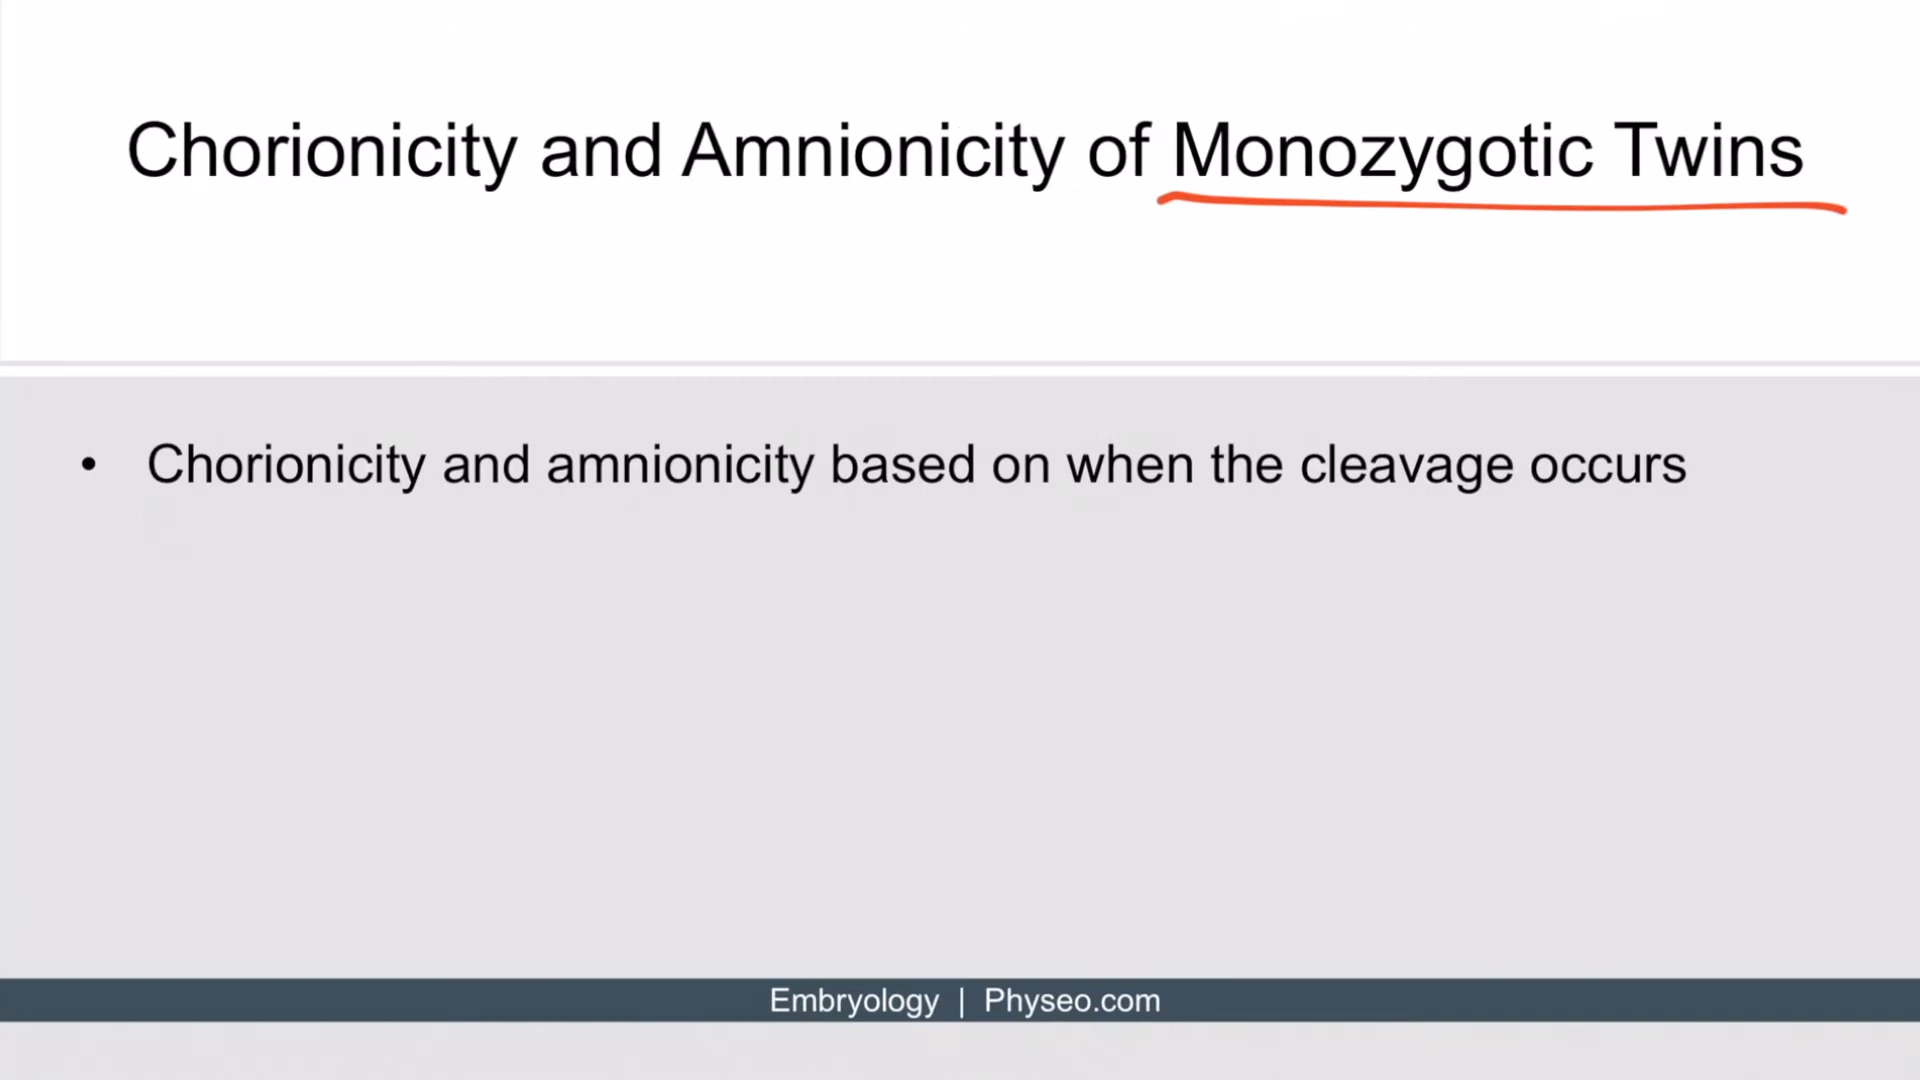 Chorionicity and Amnionicity of Monozygotic Twins
• Chorionicity and amnionicity based on when the cleavage occurs
Embryology | Physeo.com